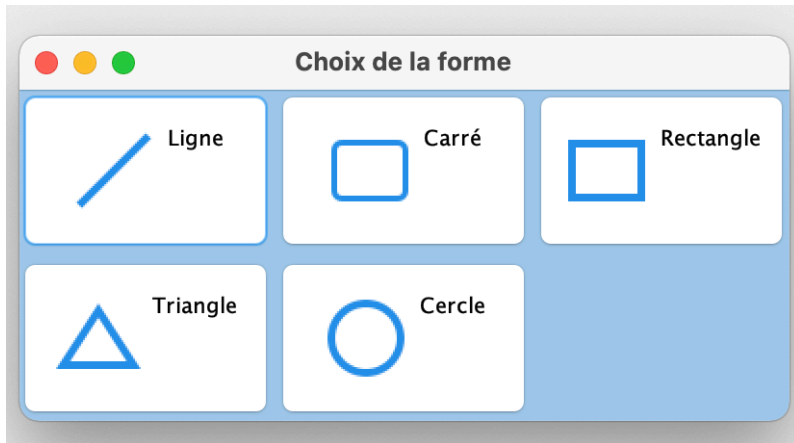 Choix de la forme
Ligne
Carré
Rectangle
Triangle
Cercle